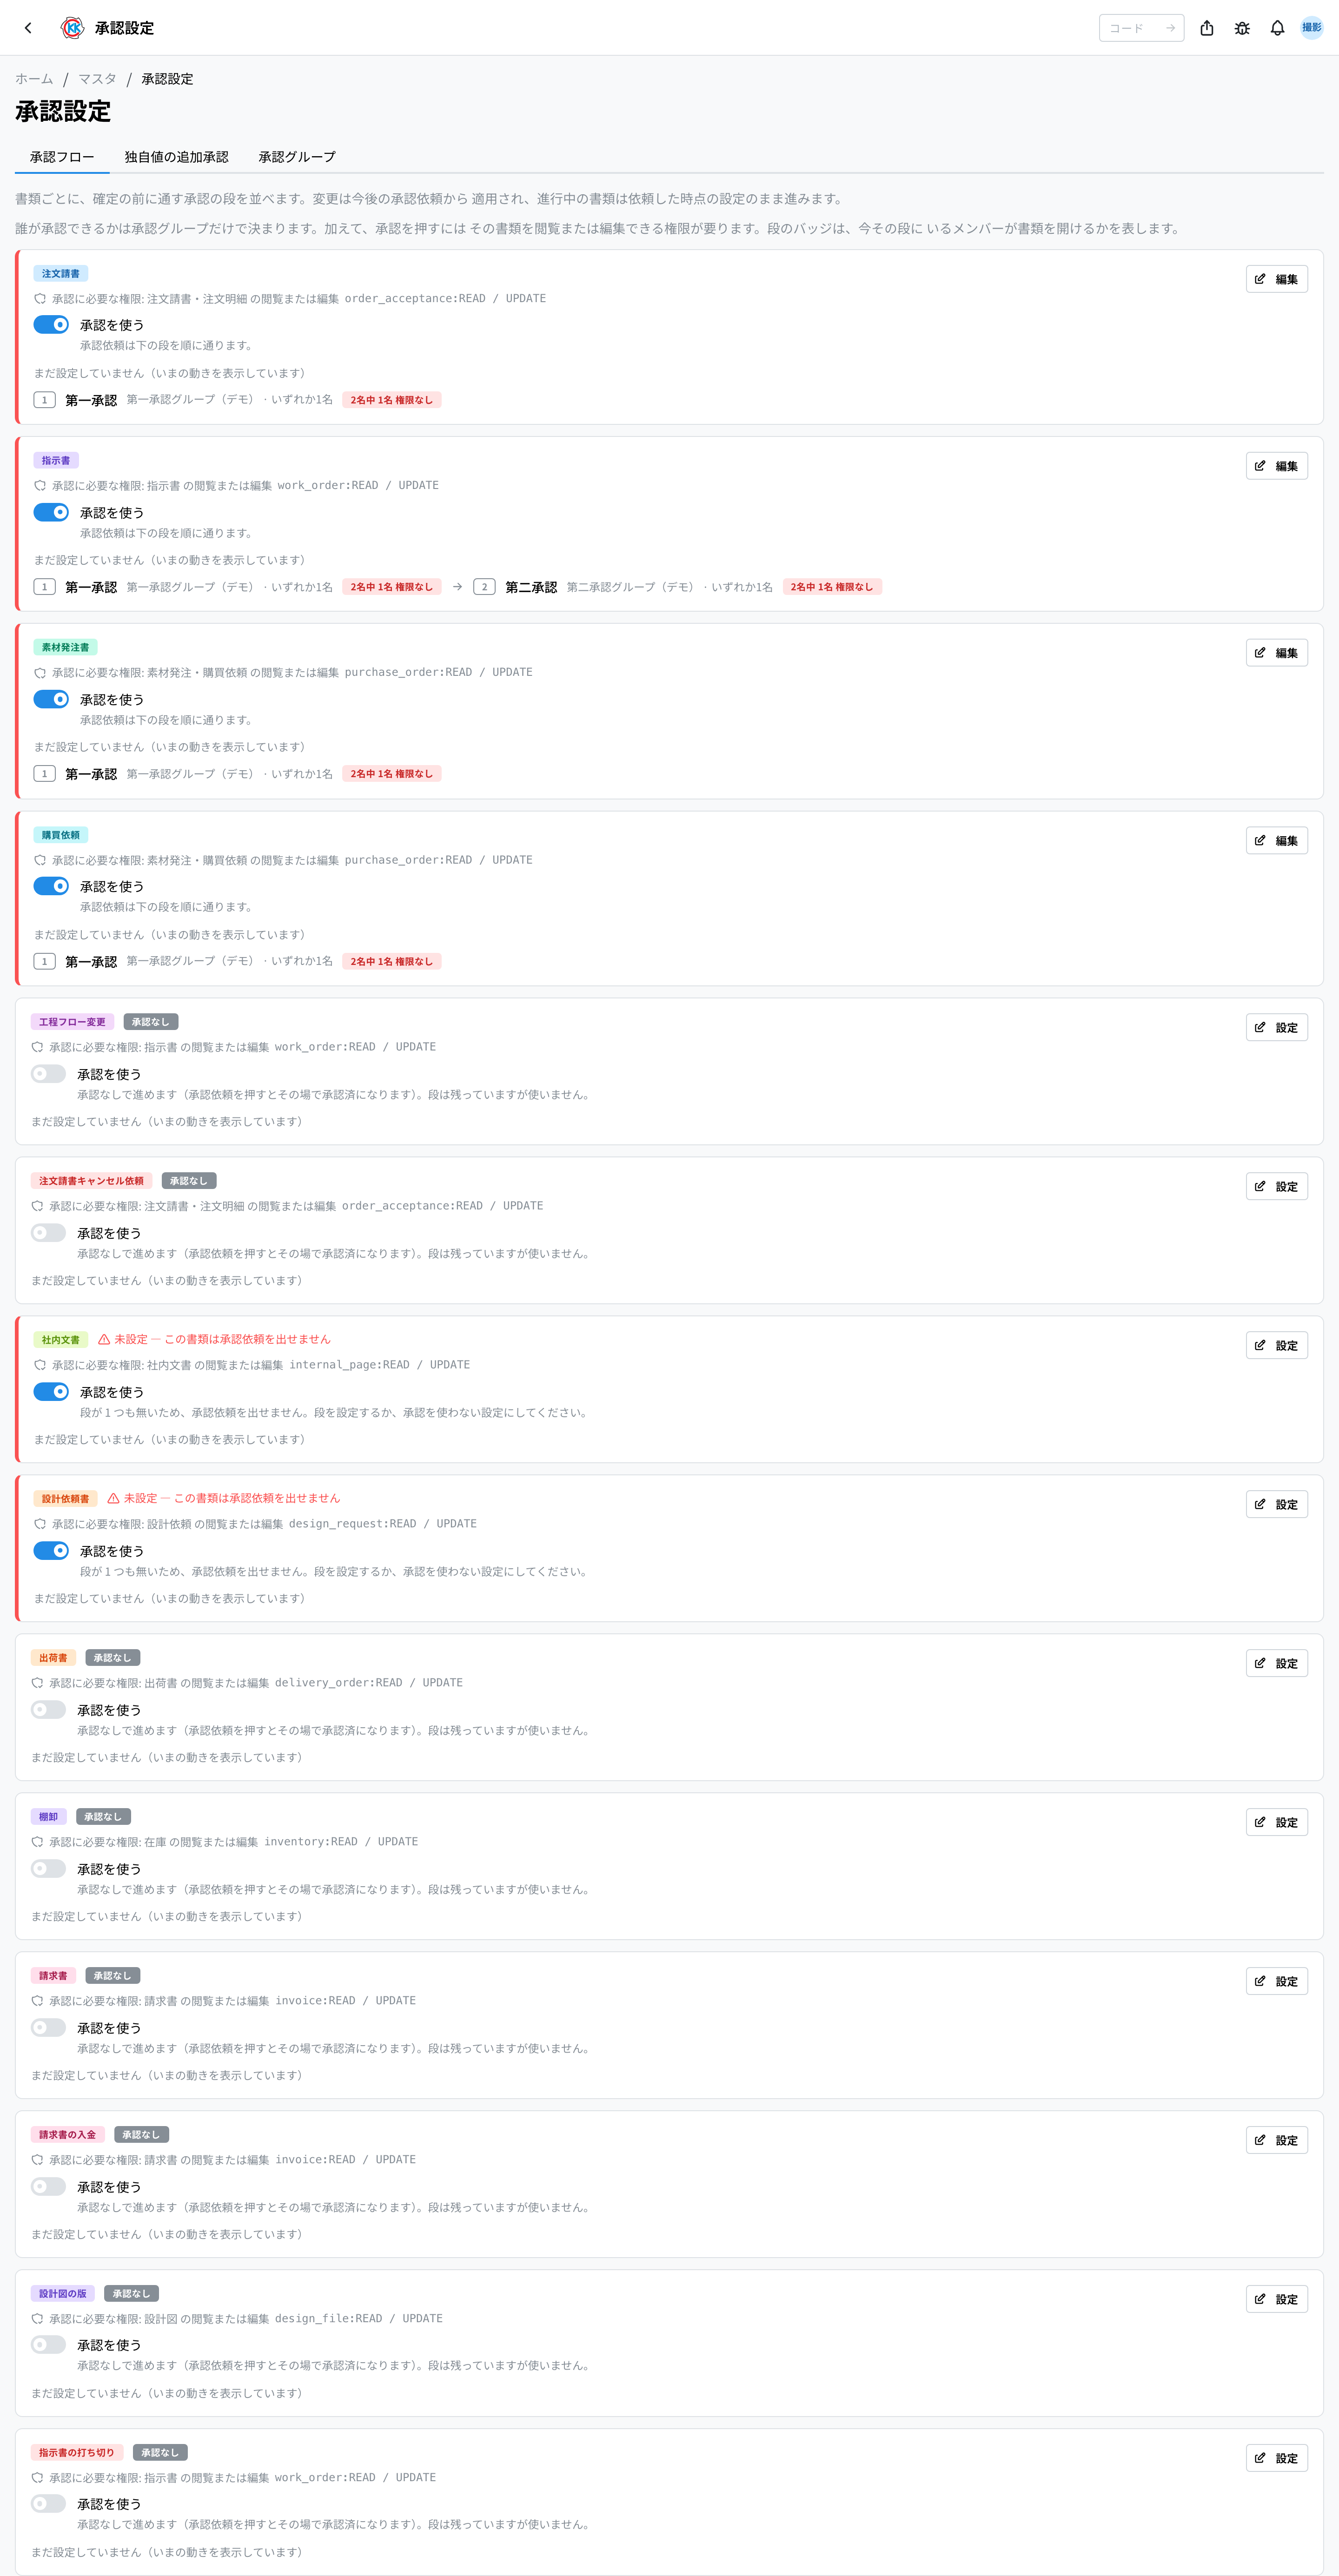 承認設定
コード
撮影
ホーム / マスタ / 承認設定
承認設定
承認フロー 独自値の追加承認 承認グループ
書類ごとに、確定の前に通す承認の段を並べます。変更は今後の承認依頼から 適用され、進行中の書類は依頼した時点の設定のまま進みます。
誰が承認できるかは承認グループだけで決まります。加えて、承認を押すには その書類を閲覧または編集できる権限が要ります。段のバッジは、今その段に いるメンバーが書類を開けるかを表します。
注文請書
編集
承認に必要な権限: 注文請書・注文明細 の閲覧または編集 order_acceptance:READ / UPDATE
承認を使う
承認依頼は下の段を順に通ります。
まだ設定していません（いまの動きを表示しています）
1 第一承認 第一承認グループ（デモ） · いずれか1名 2名中 1名 権限なし
指示書
編集
承認に必要な権限: 指示書 の閲覧または編集 work_order:READ / UPDATE
承認を使う
承認依頼は下の段を順に通ります。
まだ設定していません（いまの動きを表示しています）
1 第一承認 第一承認グループ（デモ） · いずれか1名 2名中 1名 権限なし → 2 第二承認 第二承認グループ（デモ） · いずれか1名 2名中 1名 権限なし
素材発注書
編集
承認に必要な権限: 素材発注・購買依頼 の閲覧または編集 purchase_order:READ / UPDATE
承認を使う
承認依頼は下の段を順に通ります。
まだ設定していません（いまの動きを表示しています）
1 第一承認 第一承認グループ（デモ） · いずれか1名 2名中 1名 権限なし
購買依頼
編集
承認に必要な権限: 素材発注・購買依頼 の閲覧または編集 purchase_order:READ / UPDATE
承認を使う
承認依頼は下の段を順に通ります。
まだ設定していません（いまの動きを表示しています）
1 第一承認 第一承認グループ（デモ） · いずれか1名 2名中 1名 権限なし
工程フロー変更 承認なし
設定
承認に必要な権限: 指示書 の閲覧または編集 work_order:READ / UPDATE
承認を使う
承認なしで進めます（承認依頼を押すとその場で承認済になります）。段は残っていますが使いません。
まだ設定していません（いまの動きを表示しています）
注文請書キャンセル依頼 承認なし
設定
承認に必要な権限: 注文請書・注文明細 の閲覧または編集 order_acceptance:READ / UPDATE
承認を使う
承認なしで進めます（承認依頼を押すとその場で承認済になります）。段は残っていますが使いません。
まだ設定していません（いまの動きを表示しています）
社内文書 未設定 — この書類は承認依頼を出せません
設定
承認に必要な権限: 社内文書 の閲覧または編集 internal_page:READ / UPDATE
承認を使う
段が 1 つも無いため、承認依頼を出せません。段を設定するか、承認を使わない設定にしてください。
まだ設定していません（いまの動きを表示しています）
設計依頼書 未設定 — この書類は承認依頼を出せません
設定
承認に必要な権限: 設計依頼 の閲覧または編集 design_request:READ / UPDATE
承認を使う
段が 1 つも無いため、承認依頼を出せません。段を設定するか、承認を使わない設定にしてください。
まだ設定していません（いまの動きを表示しています）
出荷書 承認なし
設定
承認に必要な権限: 出荷書 の閲覧または編集 delivery_order:READ / UPDATE
承認を使う
承認なしで進めます（承認依頼を押すとその場で承認済になります）。段は残っていますが使いません。
まだ設定していません（いまの動きを表示しています）
棚卸 承認なし
設定
承認に必要な権限: 在庫 の閲覧または編集 inventory:READ / UPDATE
承認を使う
承認なしで進めます（承認依頼を押すとその場で承認済になります）。段は残っていますが使いません。
まだ設定していません（いまの動きを表示しています）
請求書 承認なし
設定
承認に必要な権限: 請求書 の閲覧または編集 invoice:READ / UPDATE
承認を使う
承認なしで進めます（承認依頼を押すとその場で承認済になります）。段は残っていますが使いません。
まだ設定していません（いまの動きを表示しています）
請求書の入金 承認なし
設定
承認に必要な権限: 請求書 の閲覧または編集 invoice:READ / UPDATE
承認を使う
承認なしで進めます（承認依頼を押すとその場で承認済になります）。段は残っていますが使いません。
まだ設定していません（いまの動きを表示しています）
設計図の版 承認なし
設定
承認に必要な権限: 設計図 の閲覧または編集 design_file:READ / UPDATE
承認を使う
承認なしで進めます（承認依頼を押すとその場で承認済になります）。段は残っていますが使いません。
まだ設定していません（いまの動きを表示しています）
指示書の打ち切り 承認なし
設定
承認に必要な権限: 指示書 の閲覧または編集 work_order:READ / UPDATE
承認を使う
承認なしで進めます（承認依頼を押すとその場で承認済になります）。段は残っていますが使いません。
まだ設定していません（いまの動きを表示しています）